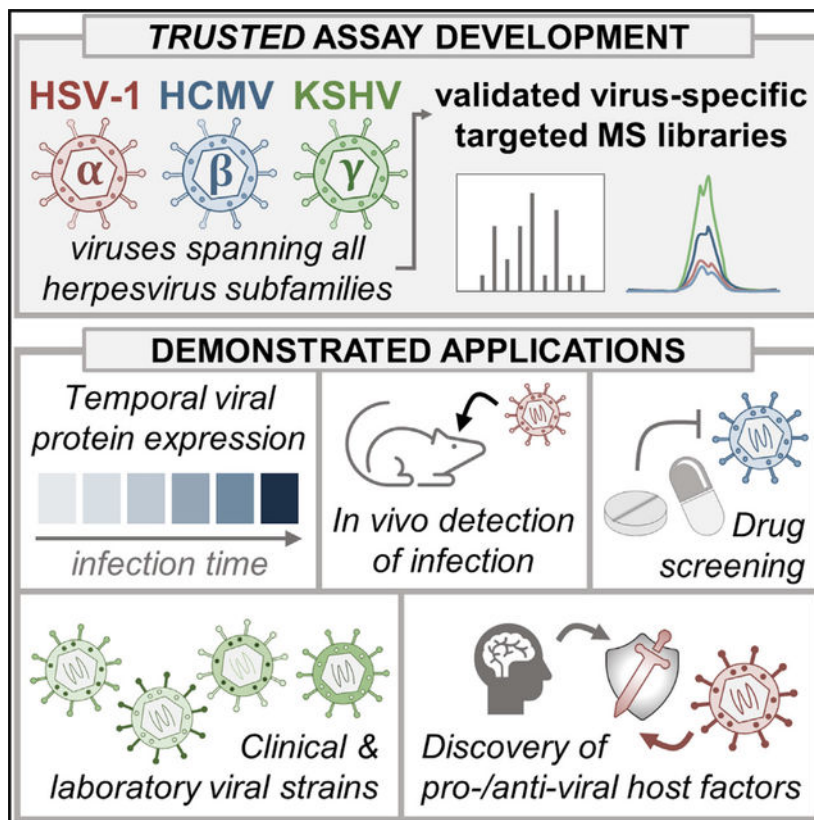 TRUSTED ASSAY DEVELOPMENT
HSV-1 HCMV KSHV
α β γ
viruses spanning all
herpesvirus subfamilies
validated virus-specific
targeted MS libraries
DEMONSTRATED APPLICATIONS
Temporal viral
protein expression
infection time
In vivo detection
of infection
Drug
screening
Clinical &
laboratory viral strains
Discovery of
pro-/anti-viral host factors